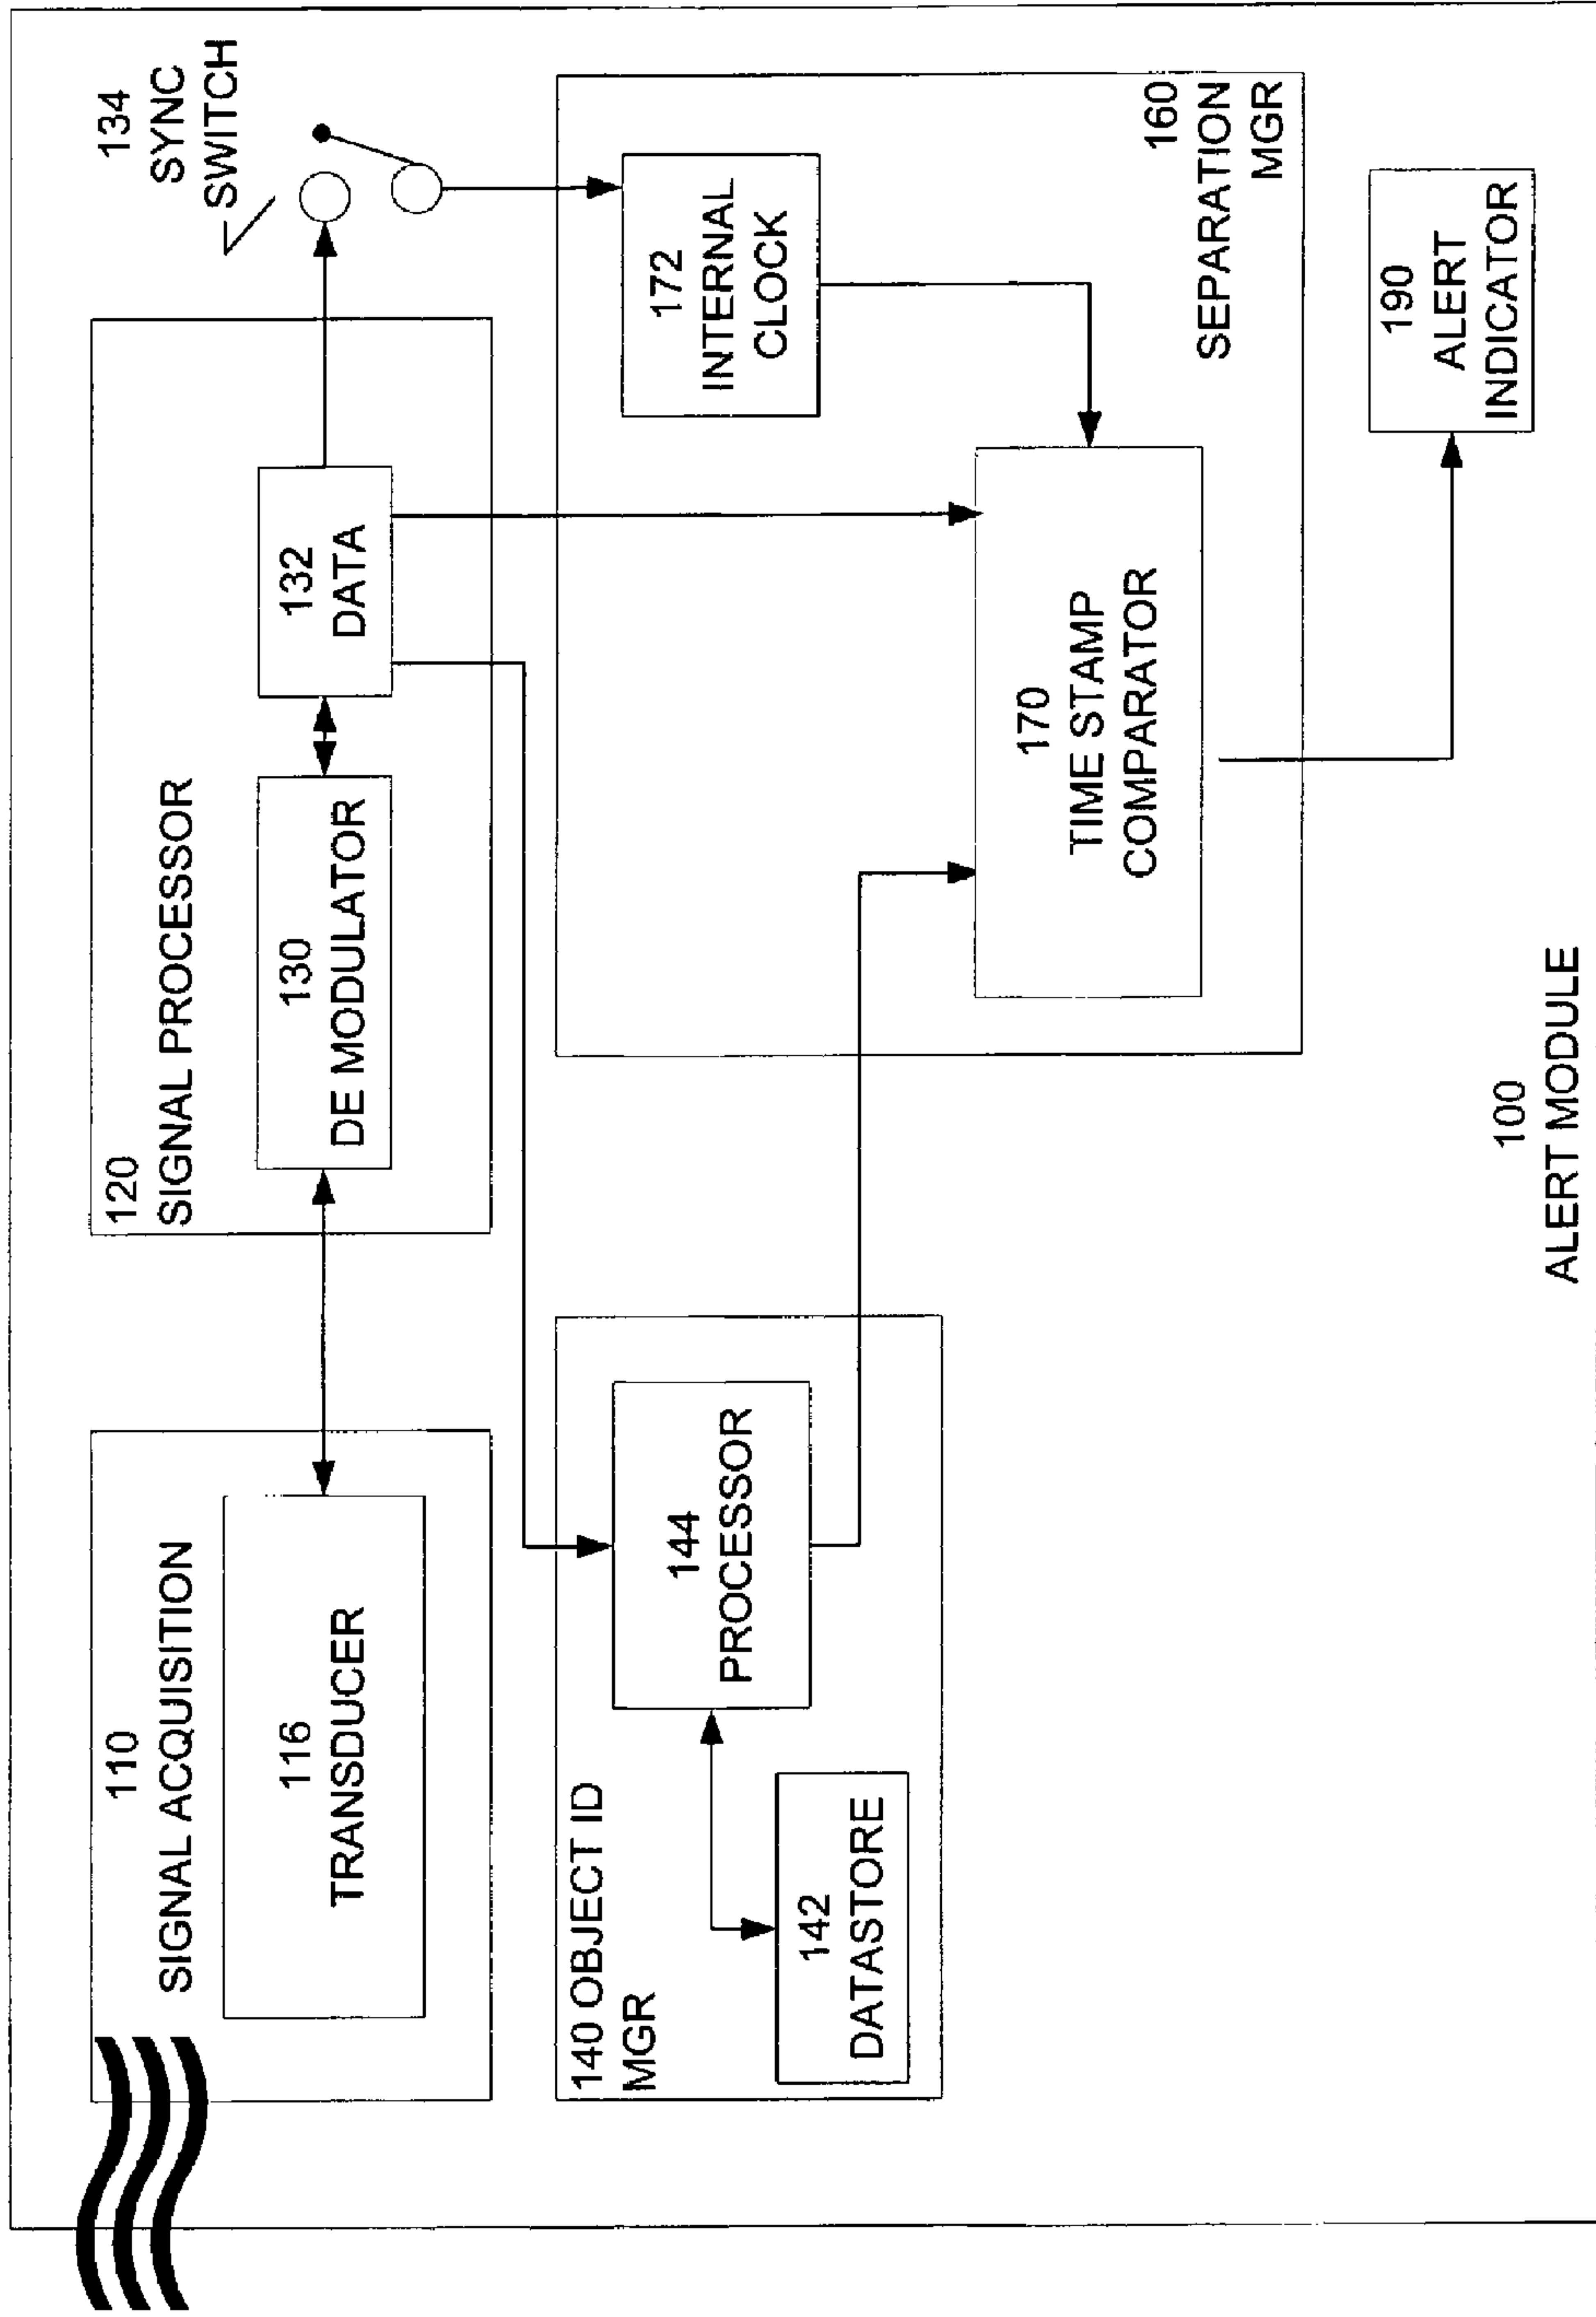 110
SIGNAL ACQUISITION
116
TRANSDUCER
120
SIGNAL PROCESSOR
130
DE MODULATOR
132
DATA
134
SYNC
SWITCH
140 OBJECT ID
MGR
142
DATASTORE
144
PROCESSOR
172
INTERNAL
CLOCK
170
TIME STAMP
COMPARATOR
160
SEPARATION
MGR
190
ALERT
INDICATOR
100
ALERT MODULE